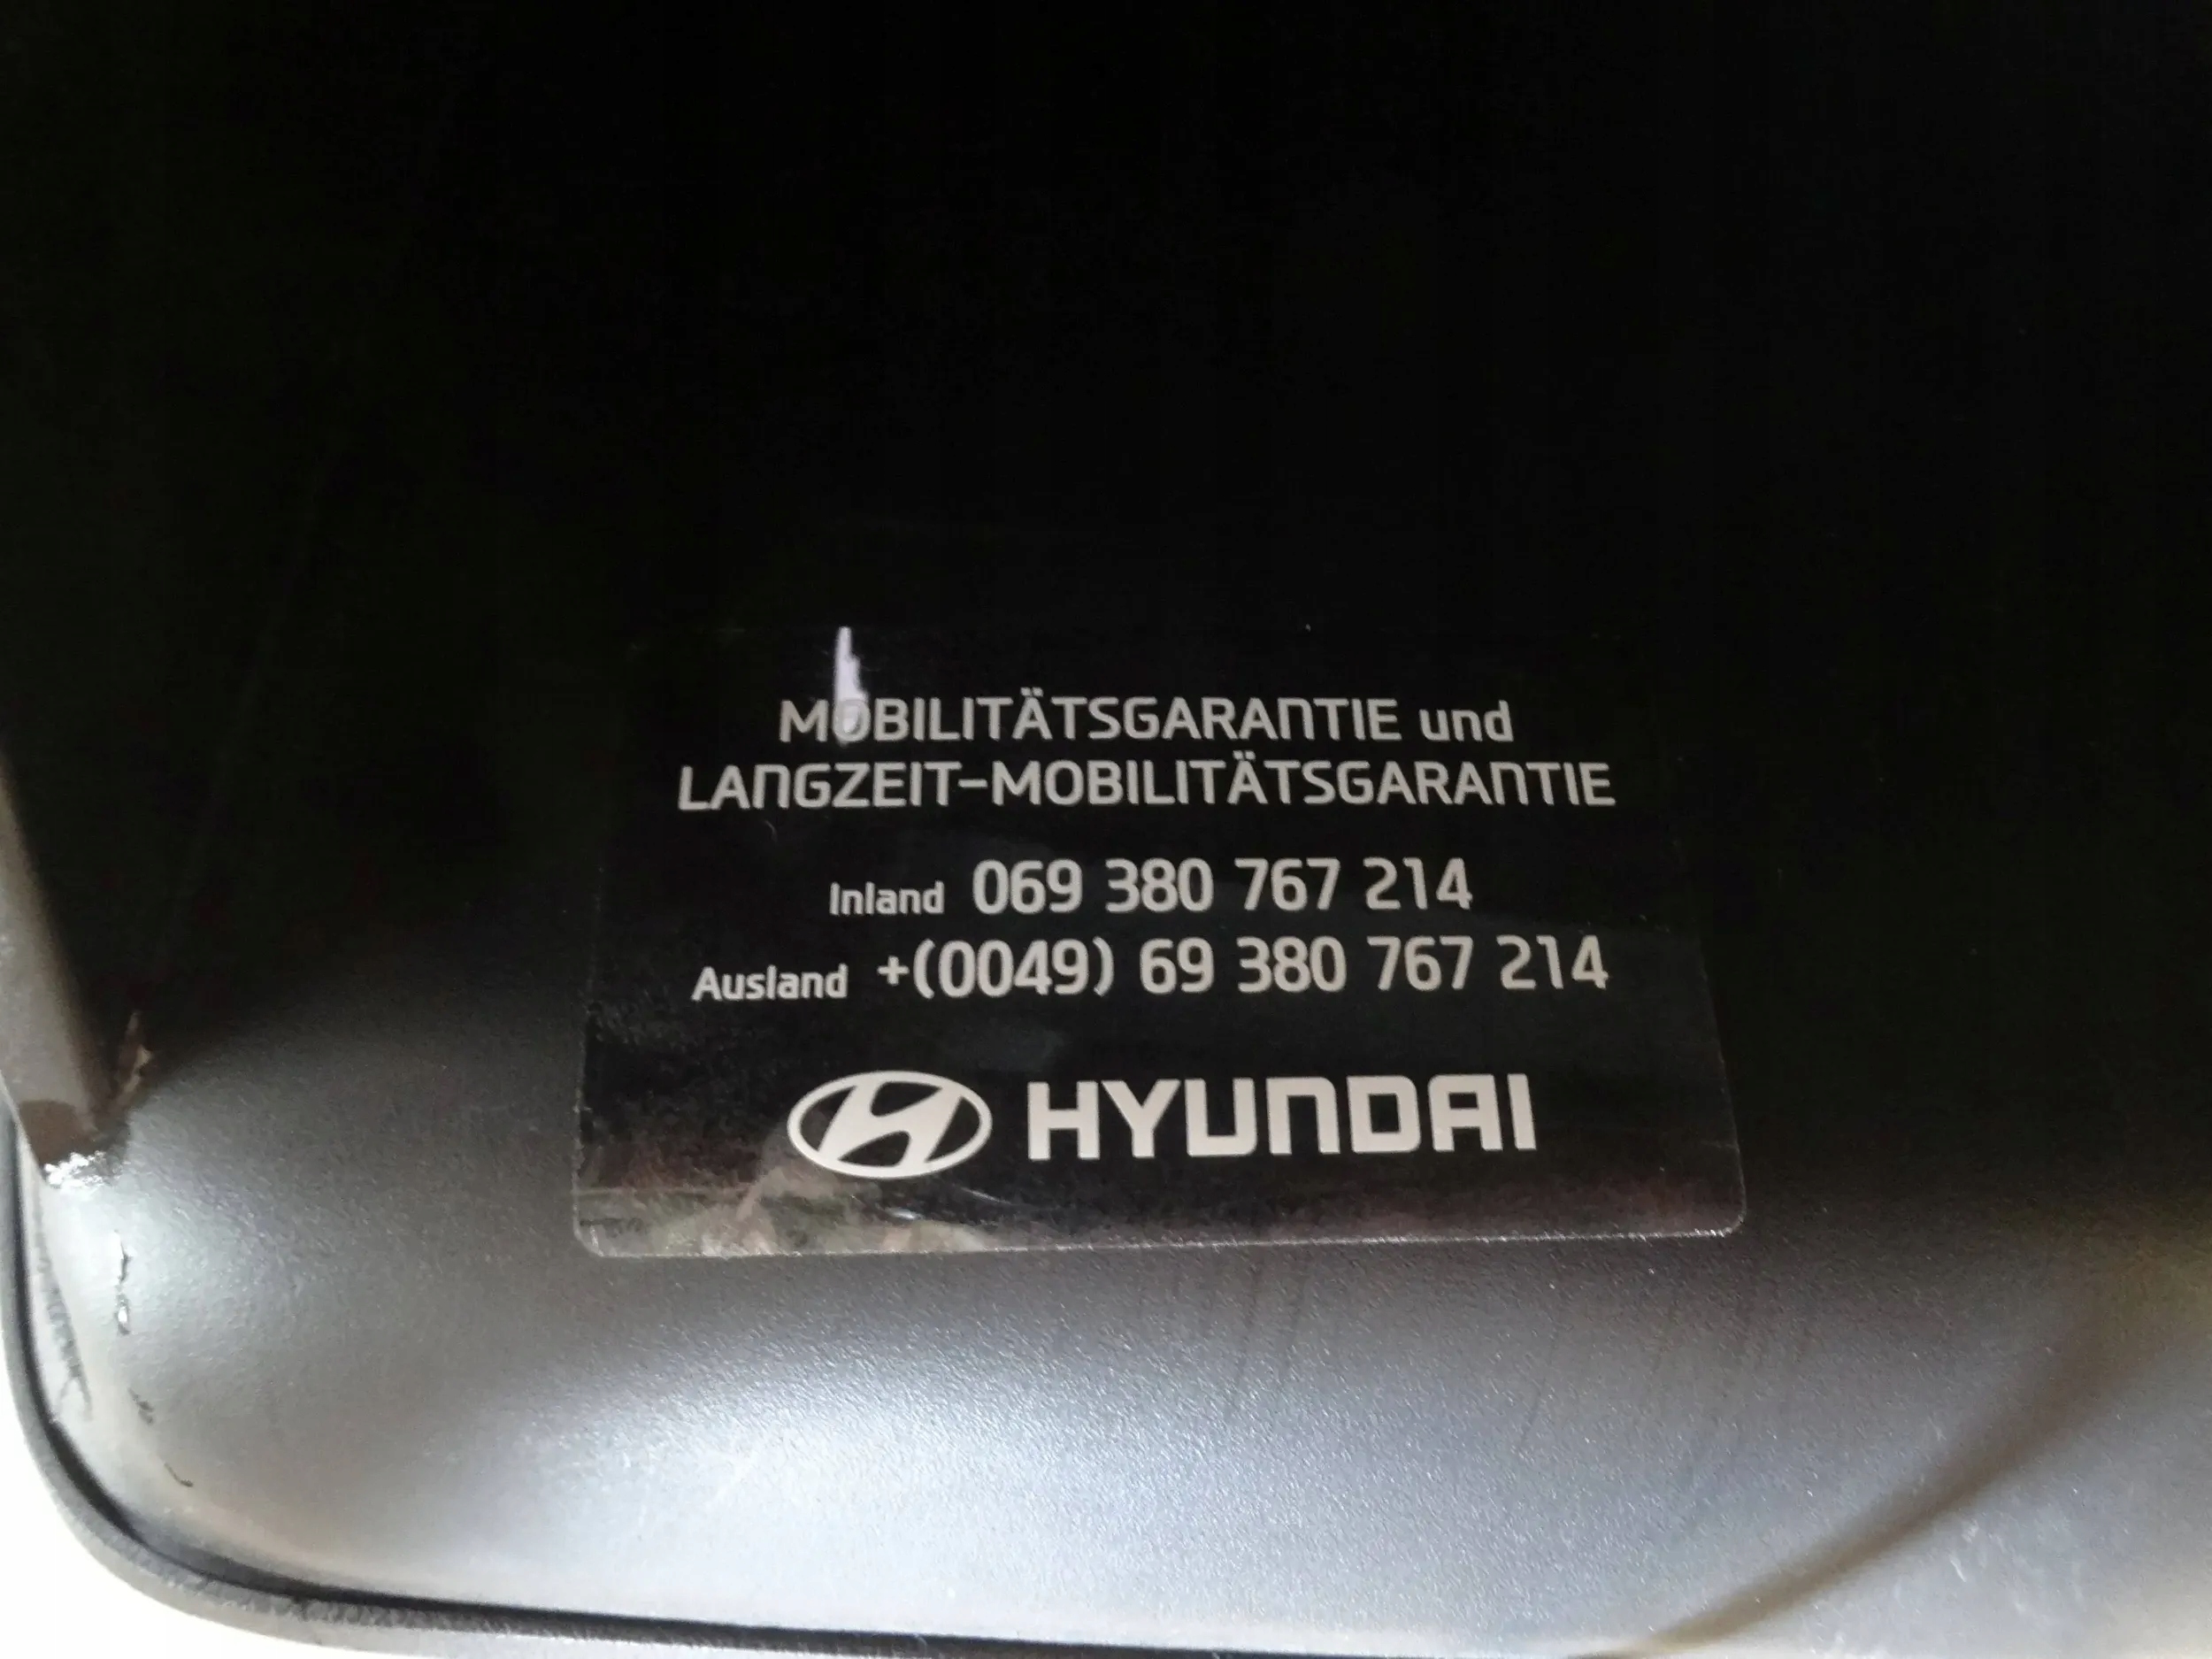 MOBILITÄTSGARANTIE und
LANGZEIT-MOBILITÄTSGARANTIE
Inland 069 380 767 214
Ausland +(0049) 69 380 767 214
HYUNDAI